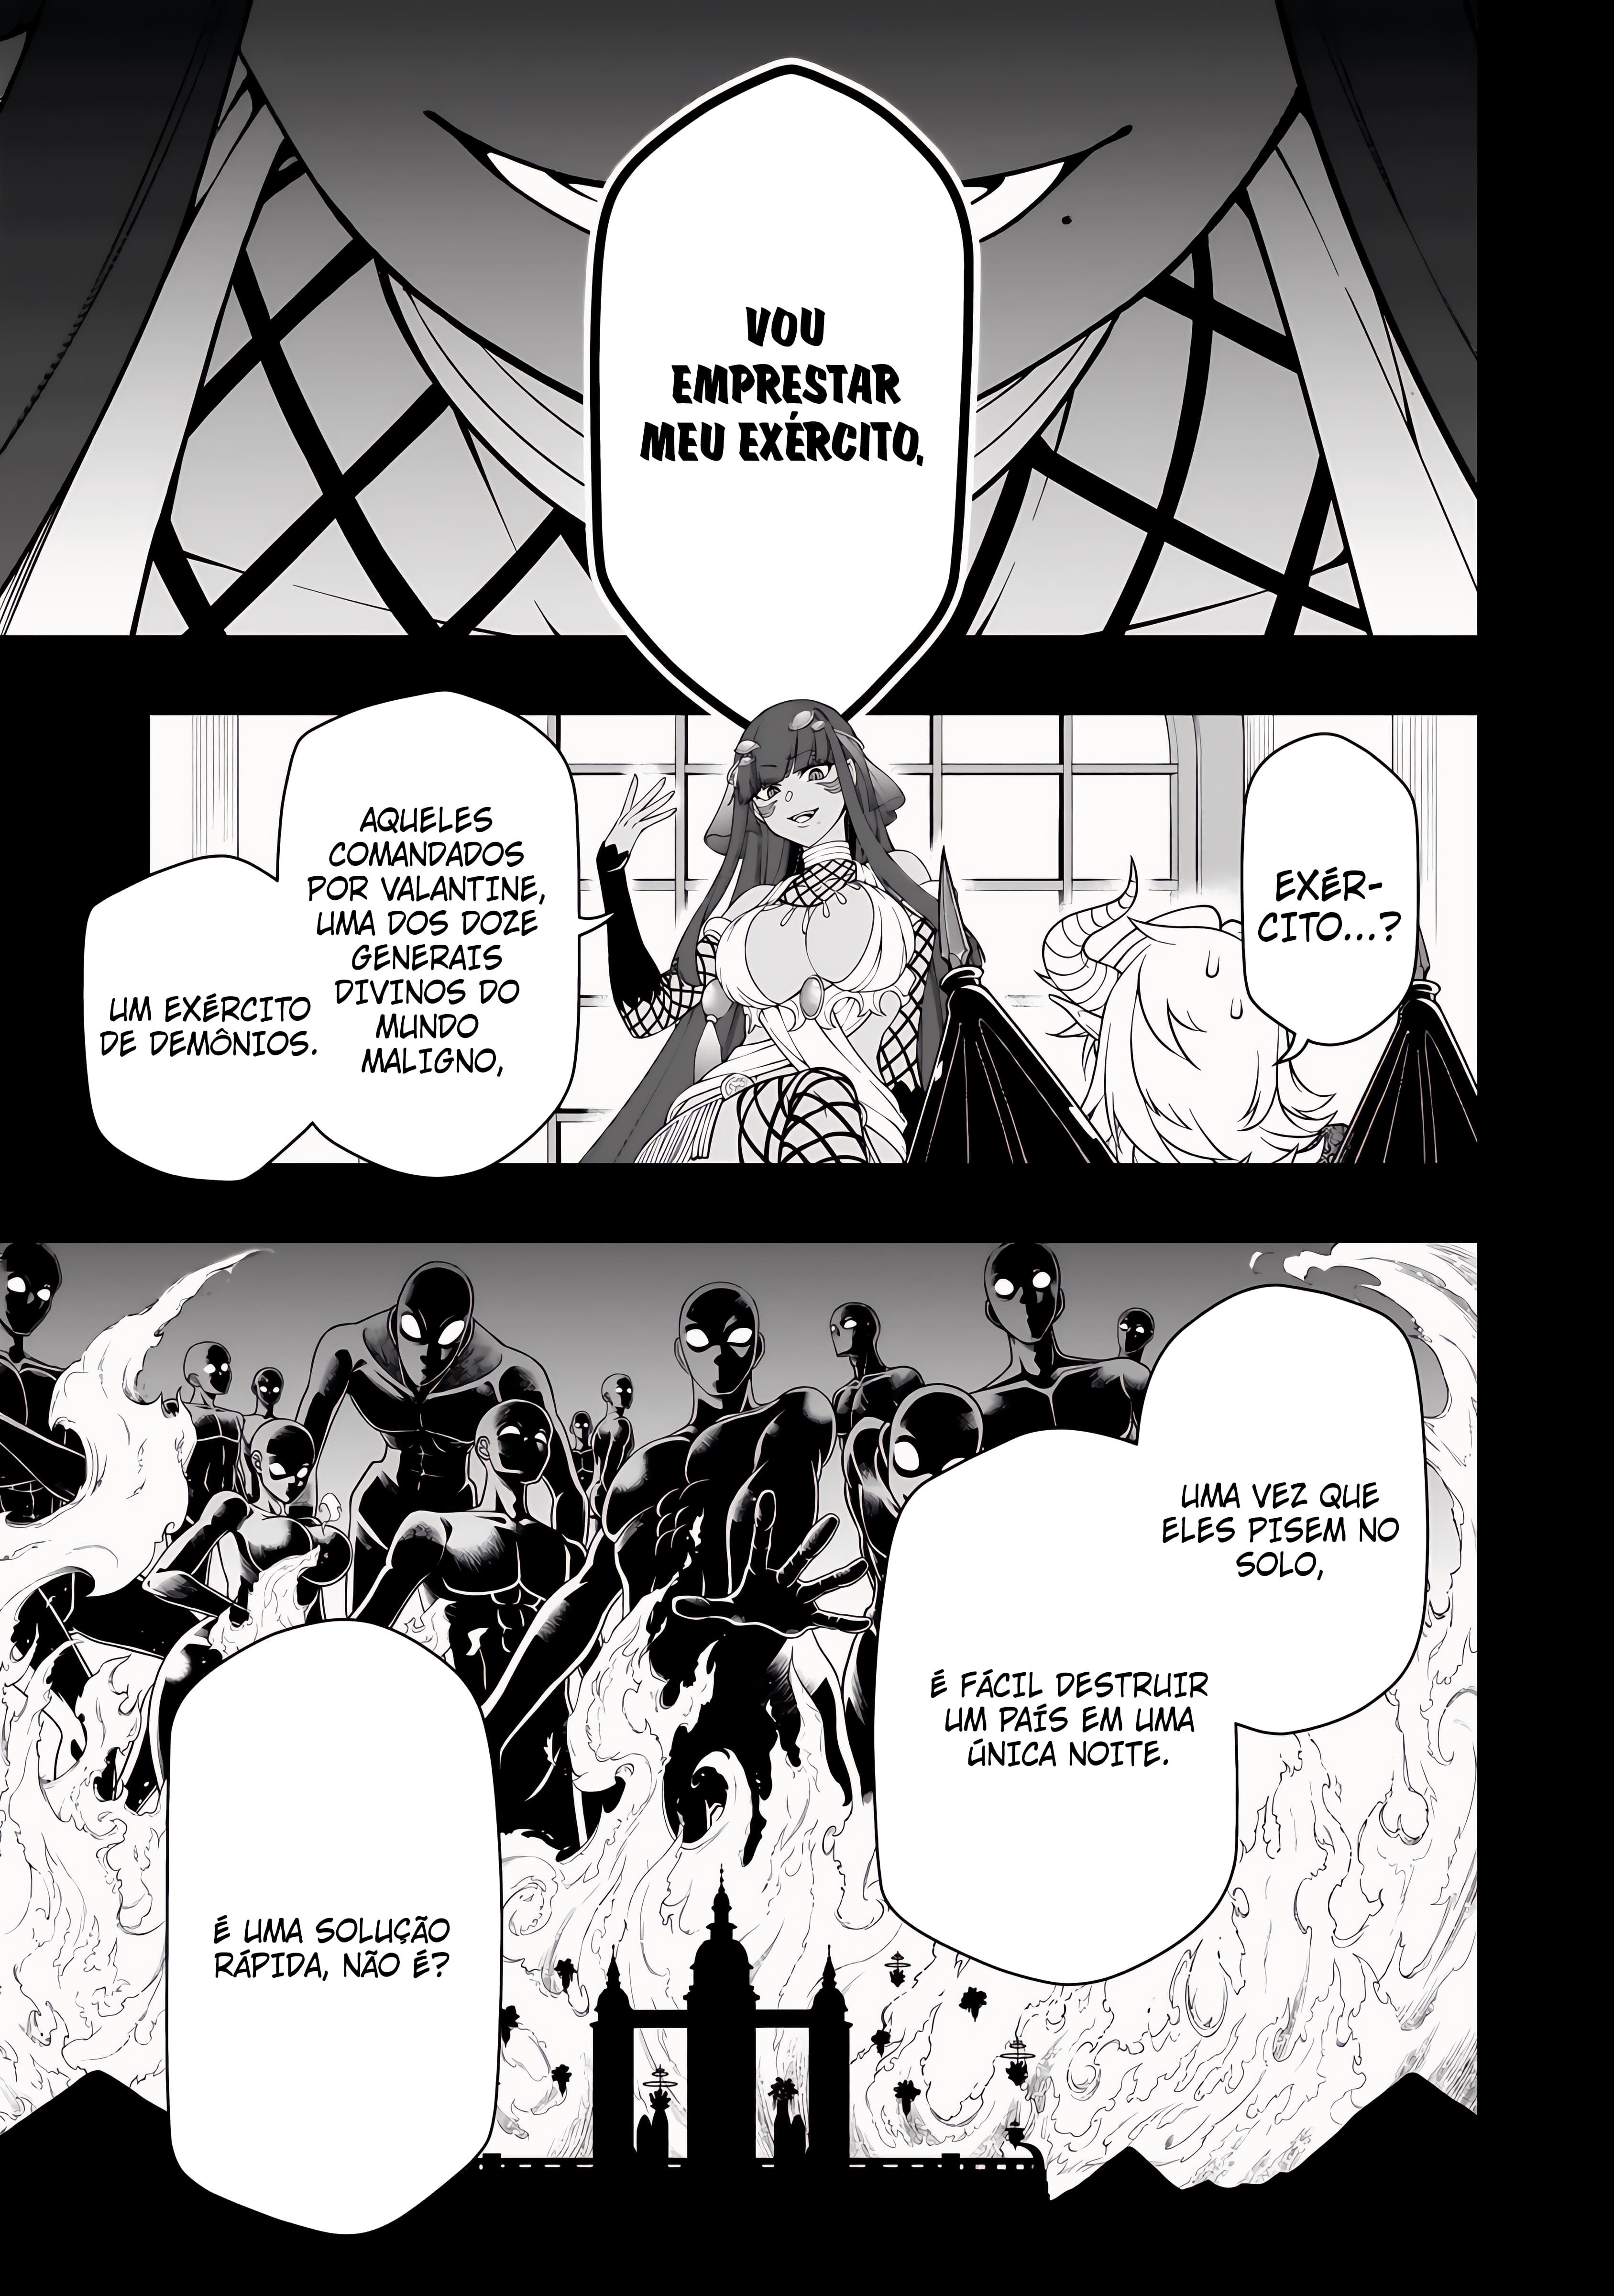 VOU
EMPRESTAR
MEU EXÉRCITO.
EXÉR-
CITO...?
AQUELES
COMANDADOS
POR VALANTINE,
UMA DOS DOZE
GENERAIS
DIVINOS DO
MUNDO
MALIGNO,
UM EXÉRCITO
DE DEMÔNIOS.
UMA VEZ QUE
ELES PISEM NO
SOLO,
É FÁCIL DESTRUIR
UM PAÍS EM UMA
ÚNICA NOITE.
É UMA SOLUÇÃO
RÁPIDA, NÃO É?